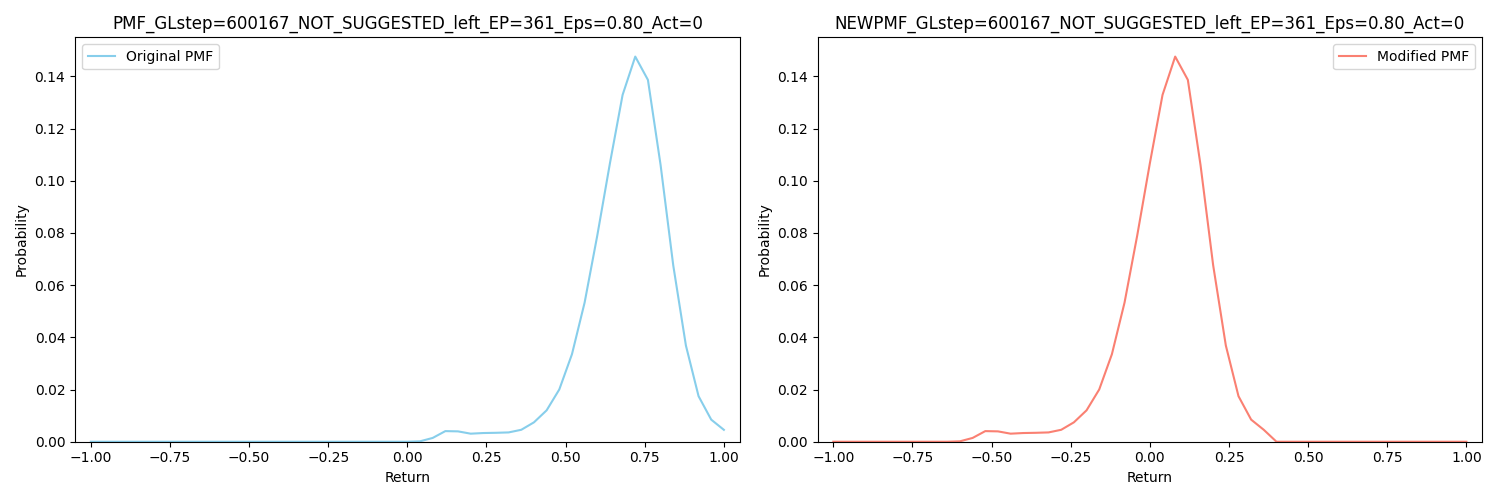 PMF_GLstep=600167_NOT_SUGGESTED_left_EP=361_Eps=0.80_Act=0
Original PMF
0.14
0.12
0.10
0.08
0.06
0.04
0.02
0.00
Probability
−1.00 −0.75 −0.50 −0.25 0.00 0.25 0.50 0.75 1.00
Return
NEWPMF_GLstep=600167_NOT_SUGGESTED_left_EP=361_Eps=0.80_Act=0
Modified PMF
0.14
0.12
0.10
0.08
0.06
0.04
0.02
0.00
Probability
−1.00 −0.75 −0.50 −0.25 0.00 0.25 0.50 0.75 1.00
Return